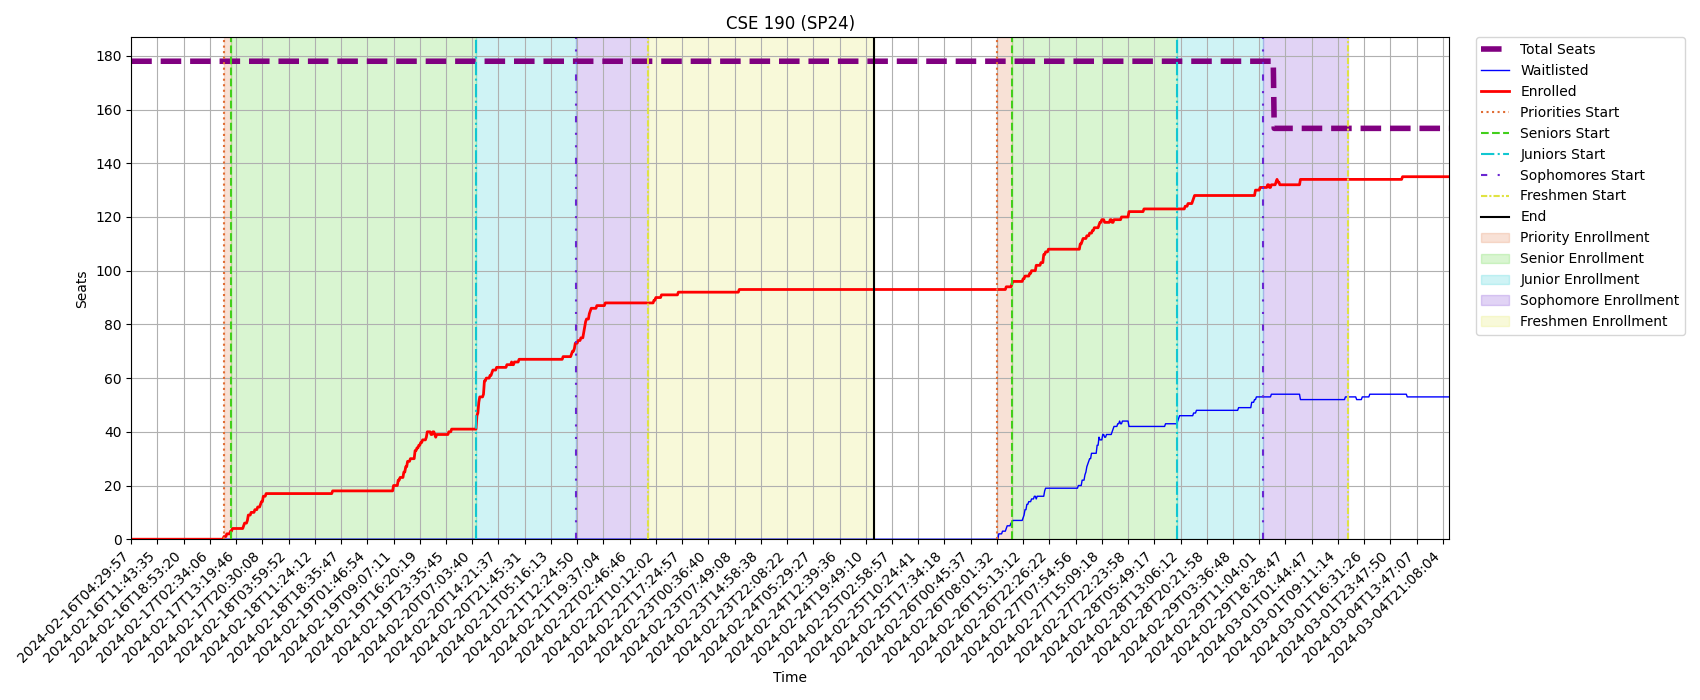 CSE 190 (SP24)
Seats
180
160
140
120
100
80
60
40
20
0
2024-02-16T04:29:57
2024-02-16T11:43:35
2024-02-16T18:53:20
2024-02-17T02:34:06
2024-02-17T13:19:46
2024-02-17T20:30:08
2024-02-18T03:59:52
2024-02-18T11:24:12
2024-02-18T18:35:47
2024-02-19T01:46:54
2024-02-19T09:07:11
2024-02-19T16:20:19
2024-02-19T23:35:45
2024-02-20T07:03:40
2024-02-20T14:21:37
2024-02-20T21:45:31
2024-02-21T05:16:13
2024-02-21T12:24:50
2024-02-21T19:37:04
2024-02-22T02:46:46
2024-02-22T10:12:02
2024-02-22T17:24:57
2024-02-23T00:36:40
2024-02-23T07:49:08
2024-02-23T14:58:38
2024-02-23T22:08:22
2024-02-24T05:29:27
2024-02-24T12:39:36
2024-02-24T19:49:10
2024-02-25T02:58:57
2024-02-25T10:24:41
2024-02-25T17:34:18
2024-02-26T00:45:37
2024-02-26T08:01:32
2024-02-26T15:13:12
2024-02-26T22:26:22
2024-02-27T07:54:56
2024-02-27T15:09:18
2024-02-27T22:23:58
2024-02-28T05:49:17
2024-02-28T13:06:12
2024-02-28T20:21:58
2024-02-29T03:36:48
2024-02-29T11:04:01
2024-02-29T18:28:47
2024-03-01T01:44:47
2024-03-01T09:11:14
2024-03-01T16:31:26
2024-03-01T23:47:50
2024-03-04T13:47:07
2024-03-04T21:08:04
Time
Total Seats
Waitlisted
Enrolled
Priorities Start
Seniors Start
Juniors Start
Sophomores Start
Freshmen Start
End
Priority Enrollment
Senior Enrollment
Junior Enrollment
Sophomore Enrollment
Freshmen Enrollment